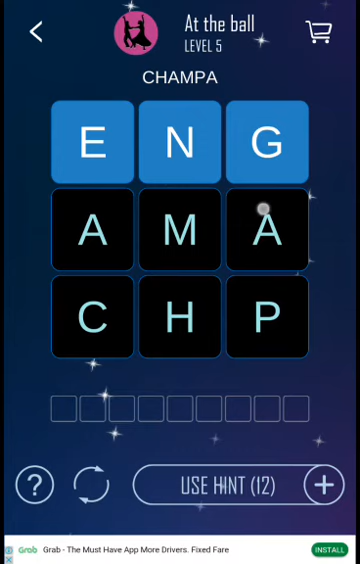 At the ball
LEVEL 5
CHAMPA
E N G
A M A
C H P
? USE HINT (12) +
Grab Grab - The Must Have App More Drivers. Fixed Fare INSTALL